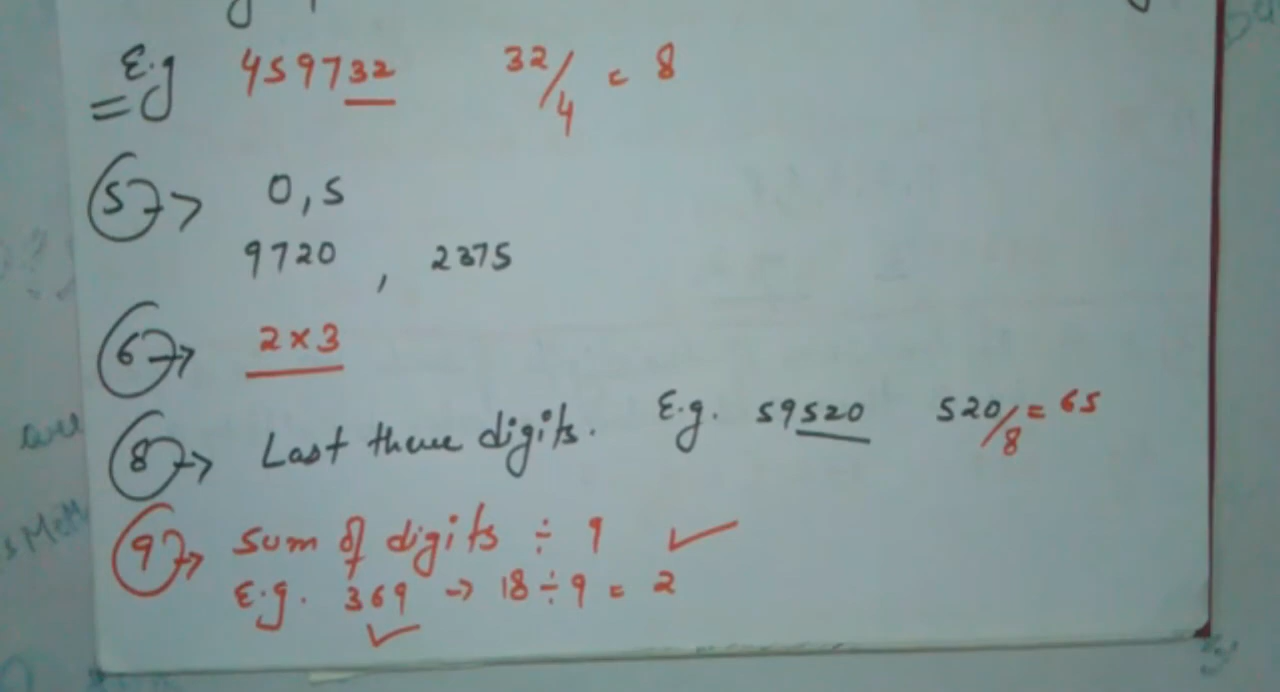 E.g 459732 32/4 = 8
5 → 0, 5
9720 , 2375
6 → 2 × 3
8 → Last three digits. E.g. 59520 520/8 = 65
9 → Sum of digits ÷ 9 ✓
E.g. 369 → 18 ÷ 9 = 2
✓